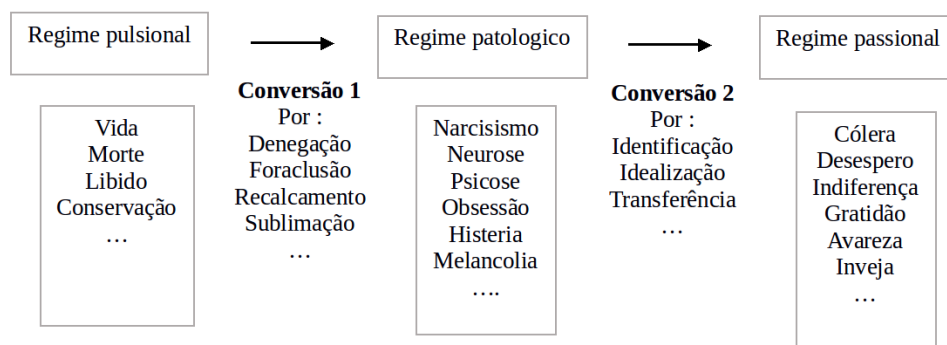 Regime pulsional
Vida
Morte
Libido
Conservação
…
Conversão 1
Por :
Denegação
Foraclusão
Recalcamento
Sublimação
…
Regime patologico
Narcisismo
Neurose
Psicose
Obsessão
Histeria
Melancolia
….
Conversão 2
Por :
Identificação
Idealização
Transferência
…
Regime passional
Cólera
Desespero
Indiferença
Gratidão
Avareza
Inveja
…